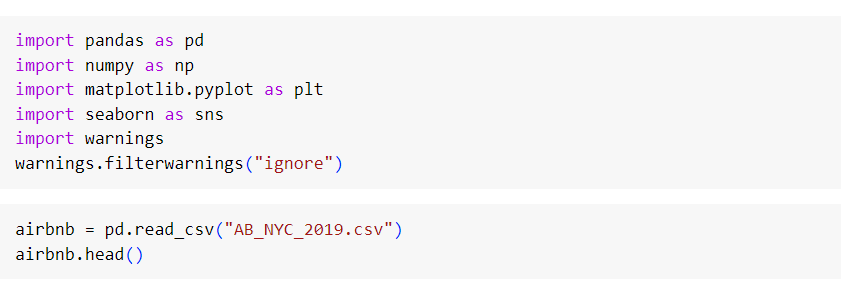 import pandas as pd
import numpy as np
import matplotlib.pyplot as plt
import seaborn as sns
import warnings
warnings.filterwarnings("ignore")
airbnb = pd.read_csv("AB_NYC_2019.csv")
airbnb.head()